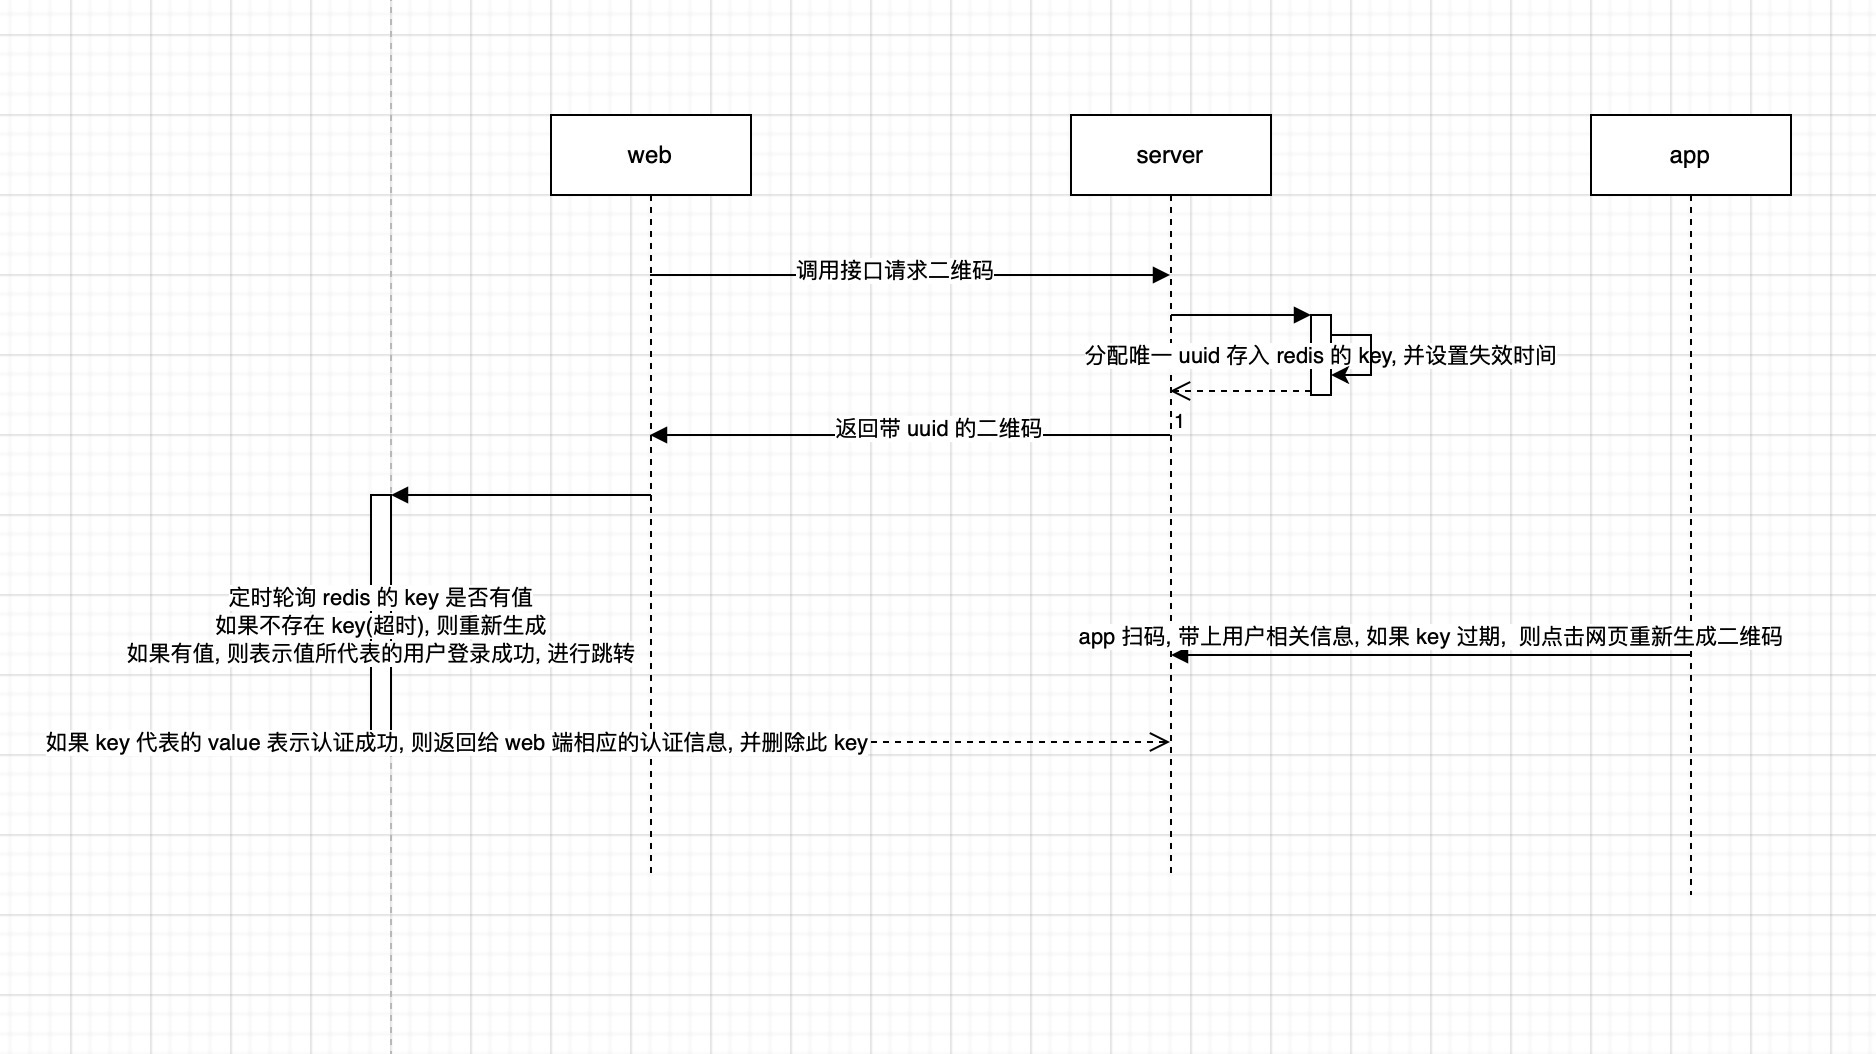 web
server
app
调用接口请求二维码
分配唯一 uuid 存入 redis 的 key, 并设置失效时间
1
返回带 uuid 的二维码
定时轮询 redis 的 key 是否有值
如果不存在 key(超时), 则重新生成
如果有值, 则表示值所代表的用户登录成功, 进行跳转
app 扫码, 带上用户相关信息, 如果 key 过期,  则点击网页重新生成二维码
如果 key 代表的 value 表示认证成功, 则返回给 web 端相应的认证信息, 并删除此 key